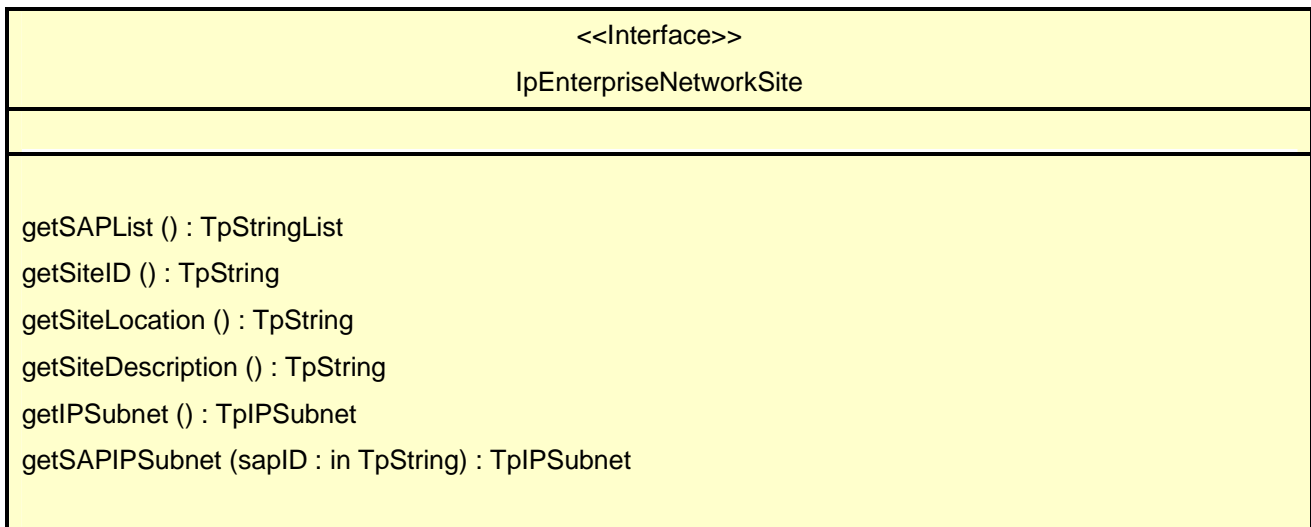 <<Interface>>
IpEnterpriseNetworkSite
getSAPList () : TpStringList
getSiteID () : TpString
getSiteLocation () : TpString
getSiteDescription () : TpString
getIPSubnet () : TpIPSubnet
getSAPIPSubnet (sapID : in TpString) : TpIPSubnet